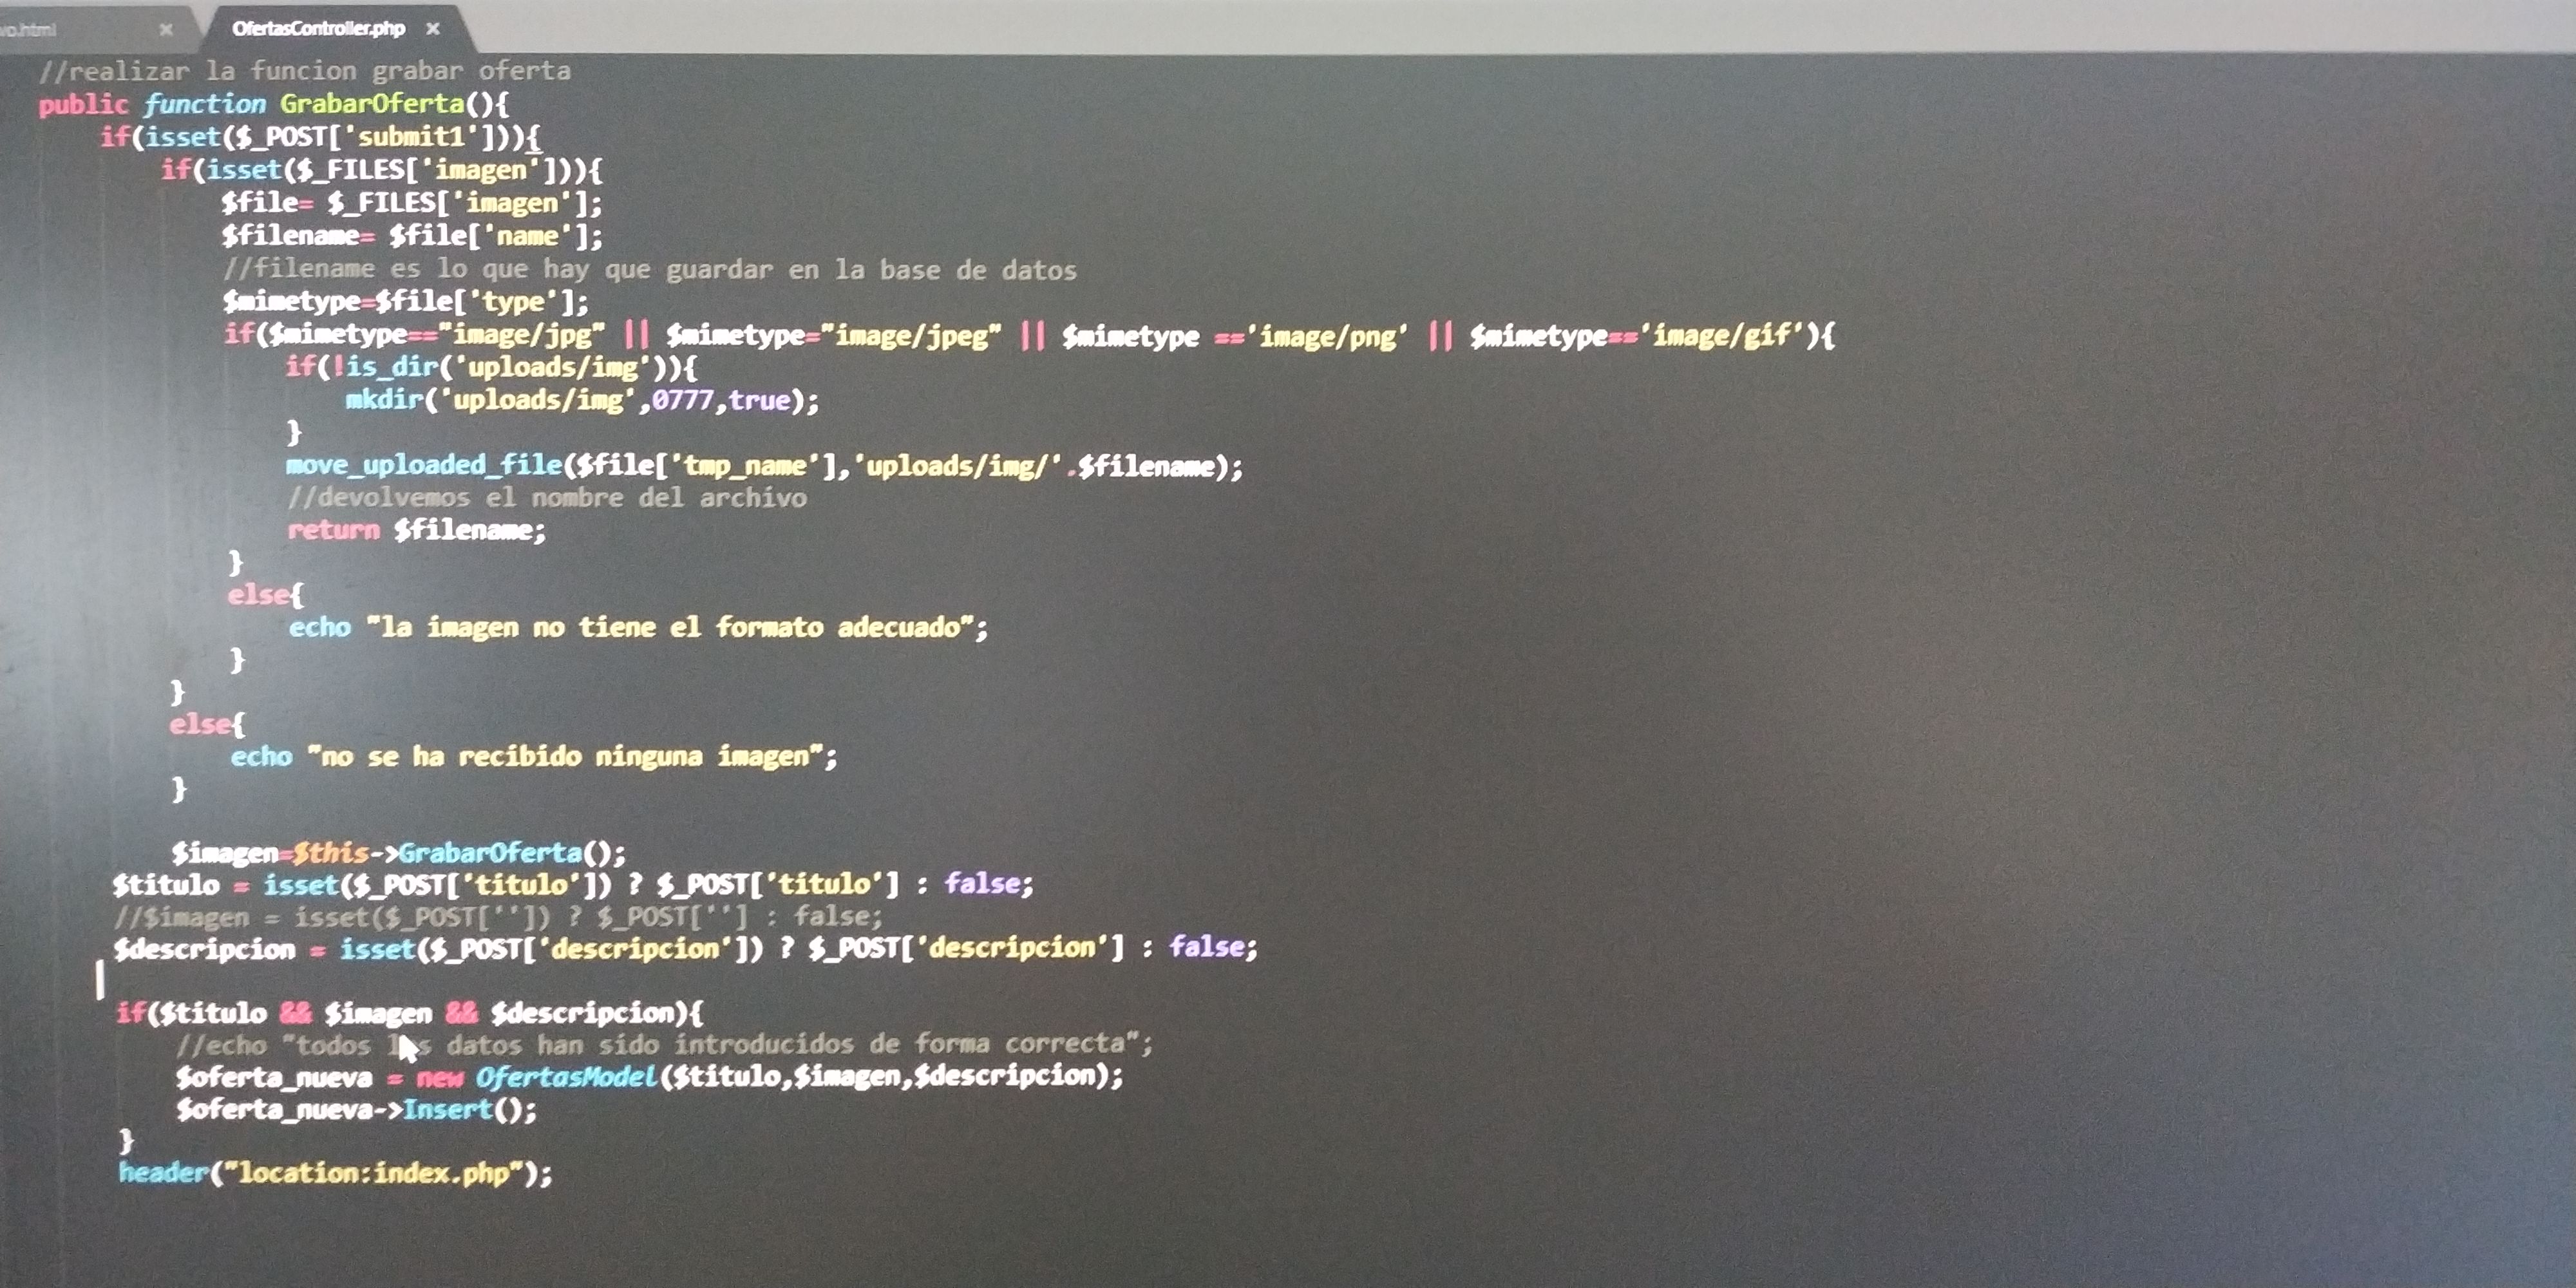 vo.html × OfertasController.php ×
//realizar la funcion grabar oferta
public function GrabarOferta(){
if(isset($_POST['submit1'])){
if(isset($_FILES['imagen'])){
$file= $_FILES['imagen'];
$filename= $file['name'];
//filename es lo que hay que guardar en la base de datos
$mimetype=$file['type'];
if($mimetype=="image/jpg" || $mimetype="image/jpeg" || $mimetype =='image/png' || $mimetype=='image/gif'){
if(!is_dir('uploads/img')){
mkdir('uploads/img',0777,true);
}
move_uploaded_file($file['tmp_name'],'uploads/img/'.$filename);
//devolvemos el nombre del archivo
return $filename;
}
else{
echo "la imagen no tiene el formato adecuado";
}
}
else{
echo "no se ha recibido ninguna imagen";
}
$imagen=$this->GrabarOferta();
$titulo = isset($_POST['titulo']) ? $_POST['titulo'] : false;
//$imagen = isset($_POST['']) ? $_POST[''] : false;
$descripcion = isset($_POST['descripcion']) ? $_POST['descripcion'] : false;
if($titulo && $imagen && $descripcion){
//echo "todos los datos han sido introducidos de forma correcta";
$oferta_nueva = new OfertasModel($titulo,$imagen,$descripcion);
$oferta_nueva->Insert();
}
header("location:index.php");